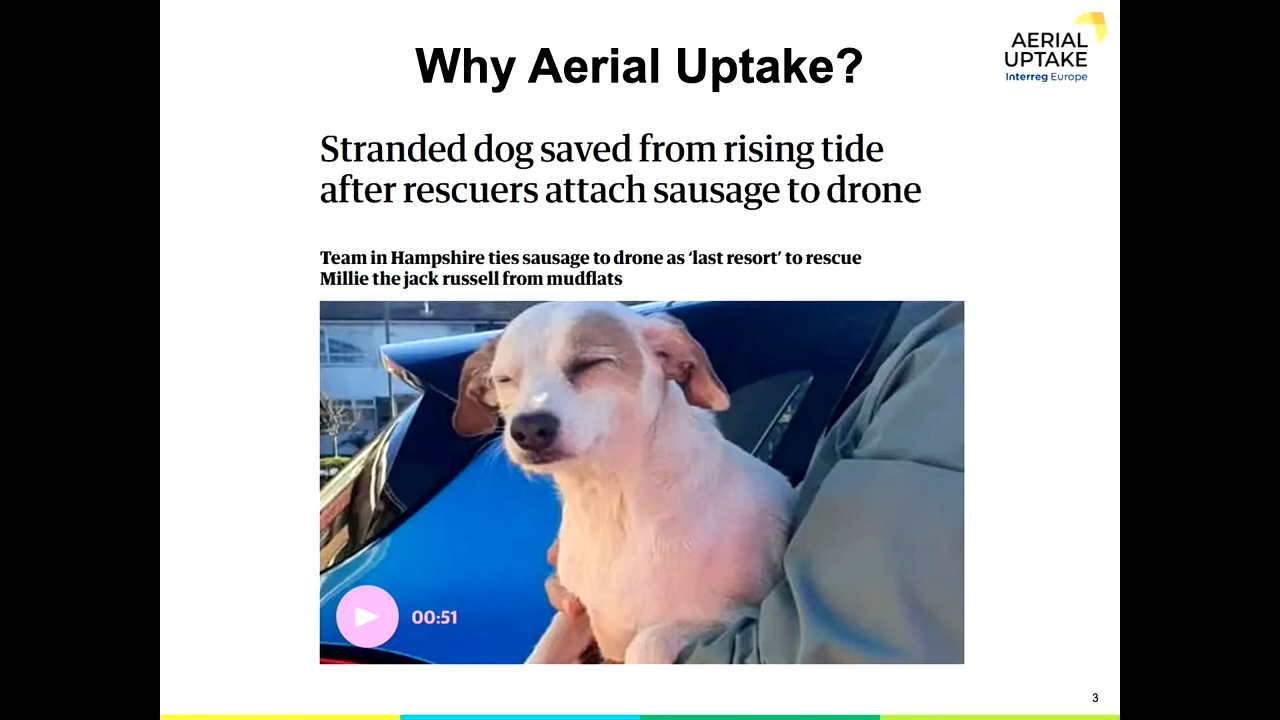 Why Aerial Uptake?
AERIAL
UPTAKE
Interreg Europe
Stranded dog saved from rising tide
after rescuers attach sausage to drone
Team in Hampshire ties sausage to drone as ‘last resort’ to rescue
Millie the jack russell from mudflats
00:51
3